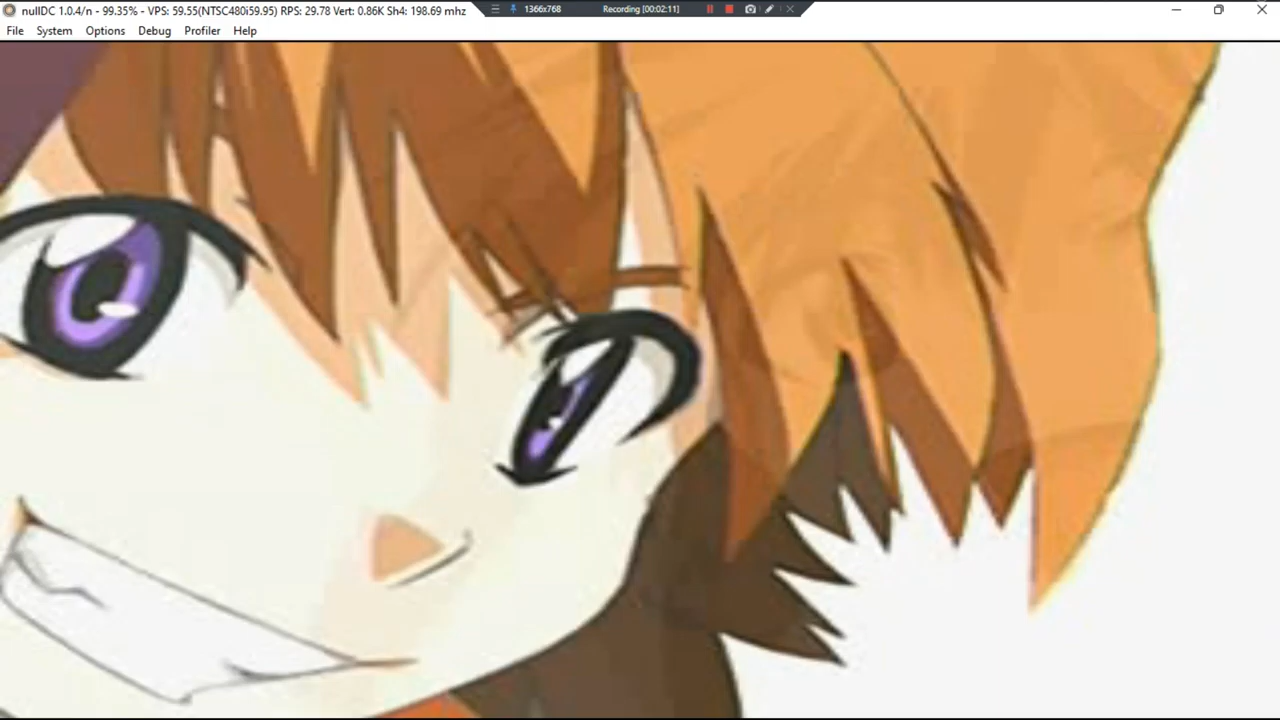 nullDC 1.0.4/n - 99.35% - VPS: 59.55(NTSC480i59.95) RPS: 29.78 Vert: 0.86K Sh4: 198.69 mhz
1366x768
Recording [00:02:11]
File System Options Debug Profiler Help